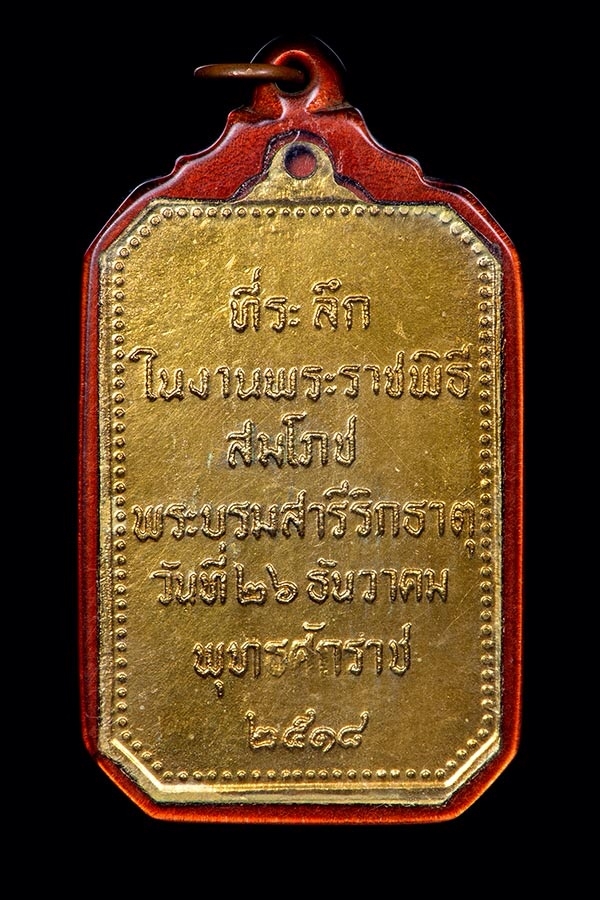 ที่ระลึก
ในงานพระราชพิธี
สมโภช
พระบรมสารีริกธาตุ
วันที่ ๒๖ ธันวาคม
พุทธศักราช
๒๕๑๘